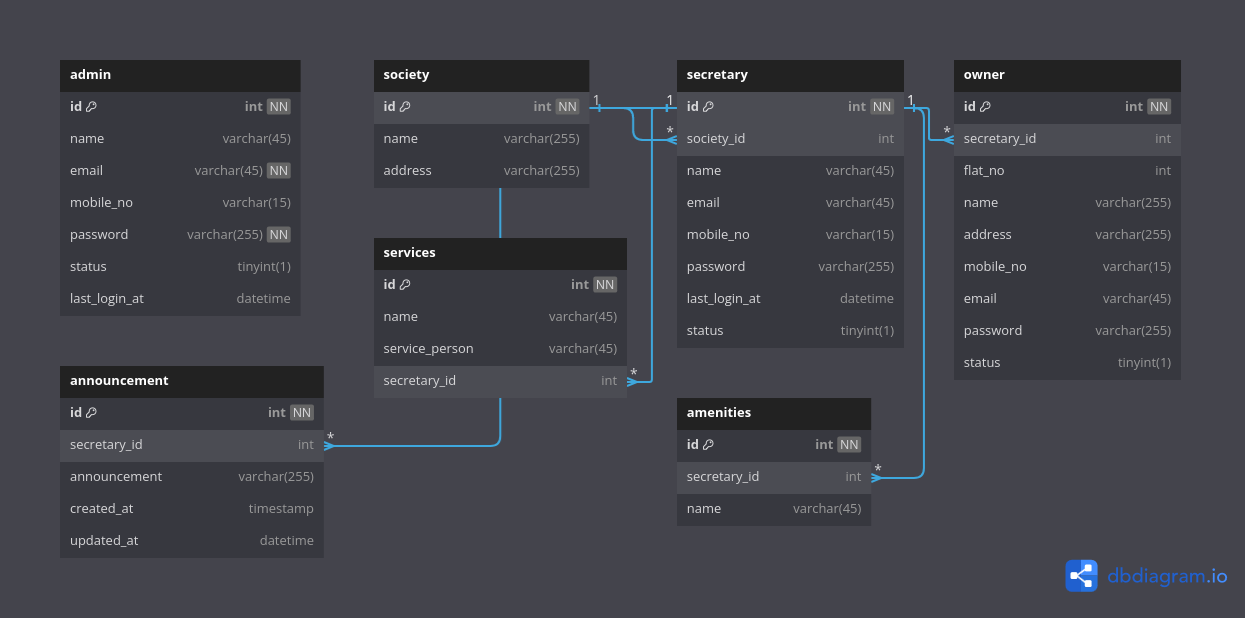 admin
id int NN
name varchar(45)
email varchar(45) NN
mobile_no varchar(15)
password varchar(255) NN
status tinyint(1)
last_login_at datetime
society
id int NN
name varchar(255)
address varchar(255)
1
1
*
secretary
id int NN
society_id int
name varchar(45)
email varchar(45)
mobile_no varchar(15)
password varchar(255)
last_login_at datetime
status tinyint(1)
1
*
owner
id int NN
secretary_id int
flat_no int
name varchar(255)
address varchar(255)
mobile_no varchar(15)
email varchar(45)
password varchar(255)
status tinyint(1)
services
id int NN
name varchar(45)
service_person varchar(45)
secretary_id int
*
announcement
id int NN
secretary_id int
*
announcement varchar(255)
created_at timestamp
updated_at datetime
amenities
id int NN
secretary_id int
*
name varchar(45)
dbdiagram.io